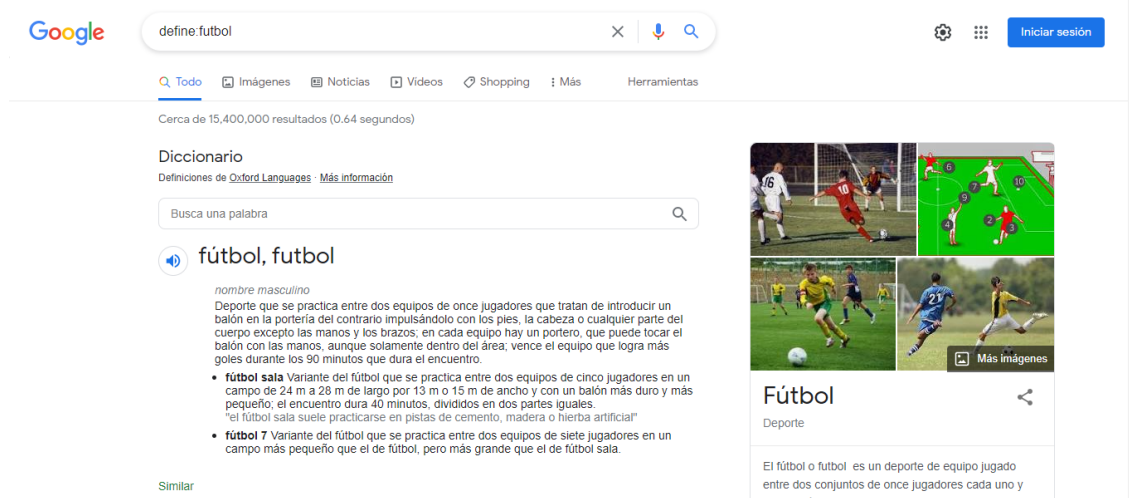 Google
define:futbol
Iniciar sesión
Todo
Imágenes
Noticias
Vídeos
Shopping
Más
Herramientas
Cerca de 15,400,000 resultados (0.64 segundos)
Diccionario
Definiciones de Oxford Languages · Más información
Busca una palabra
fútbol, futbol
nombre masculino
Deporte que se practica entre dos equipos de once jugadores que tratan de introducir un
balón en la portería del contrario impulsándolo con los pies, la cabeza o cualquier parte del
cuerpo excepto las manos y los brazos; en cada equipo hay un portero, que puede tocar el
balón con las manos, aunque solamente dentro del área; vence el equipo que logra más
goles durante los 90 minutos que dura el encuentro.
• fútbol sala Variante del fútbol que se practica entre dos equipos de cinco jugadores en un
campo de 24 m a 28 m de largo por 13 m o 15 m de ancho y con un balón más duro y más
pequeño; el encuentro dura 40 minutos, divididos en dos partes iguales.
"el fútbol sala suele practicarse en pistas de cemento, madera o hierba artificial"
• fútbol 7 Variante del fútbol que se practica entre dos equipos de siete jugadores en un
campo más pequeño que el de fútbol, pero más grande que el de fútbol sala.
Similar
16
10
6
7
10
9
4
2
3
21
Más imágenes
Fútbol
Deporte
El fútbol o futbol es un deporte de equipo jugado
entre dos conjuntos de once jugadores cada uno y